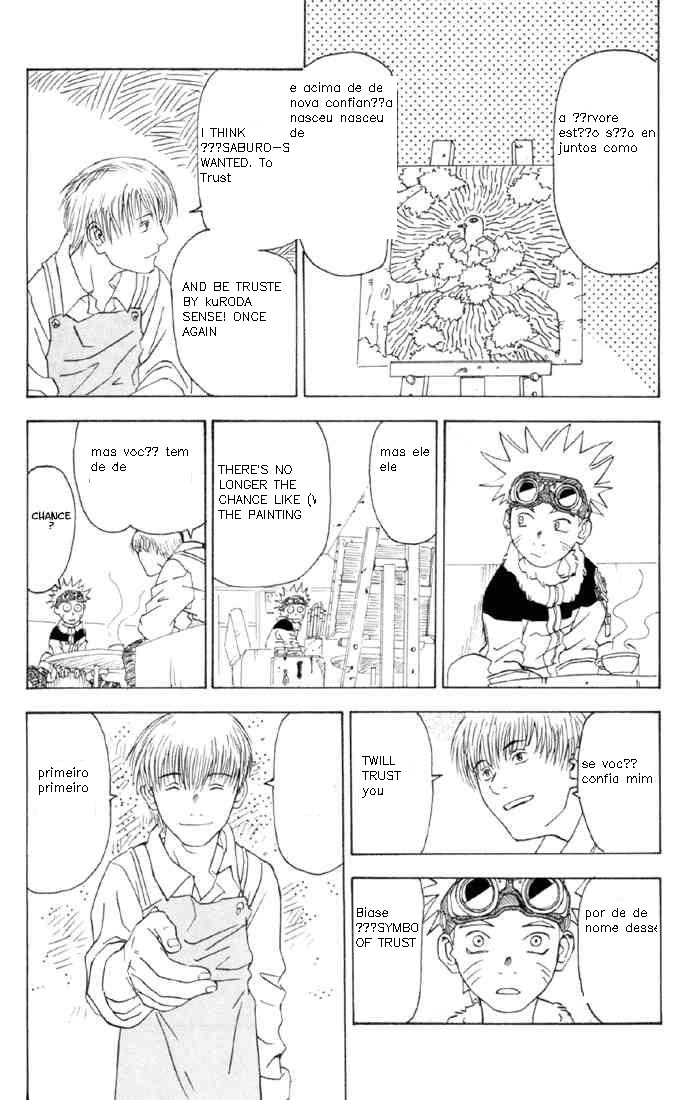 a ??rvore
est??o s??o en
juntos como
e acima de de
nova confian??a
nasceu nasceu
de
I THINK
???SABURO-S
WANTED. To
Trust
AND BE TRUSTE
BY kuRODA
SENSE! ONCE
AGAIN
mas ele
ele
THERE'S NO
LONGER THE
CHANCE LIKE (\
THE PAINTING
mas voc?? tem
de de
CHANCE
?
se voc??
confia mim
TWILL
TRUST
you
por de de
nome desse
Biase
???SYMBO
OF TRUST
primeiro
primeiro